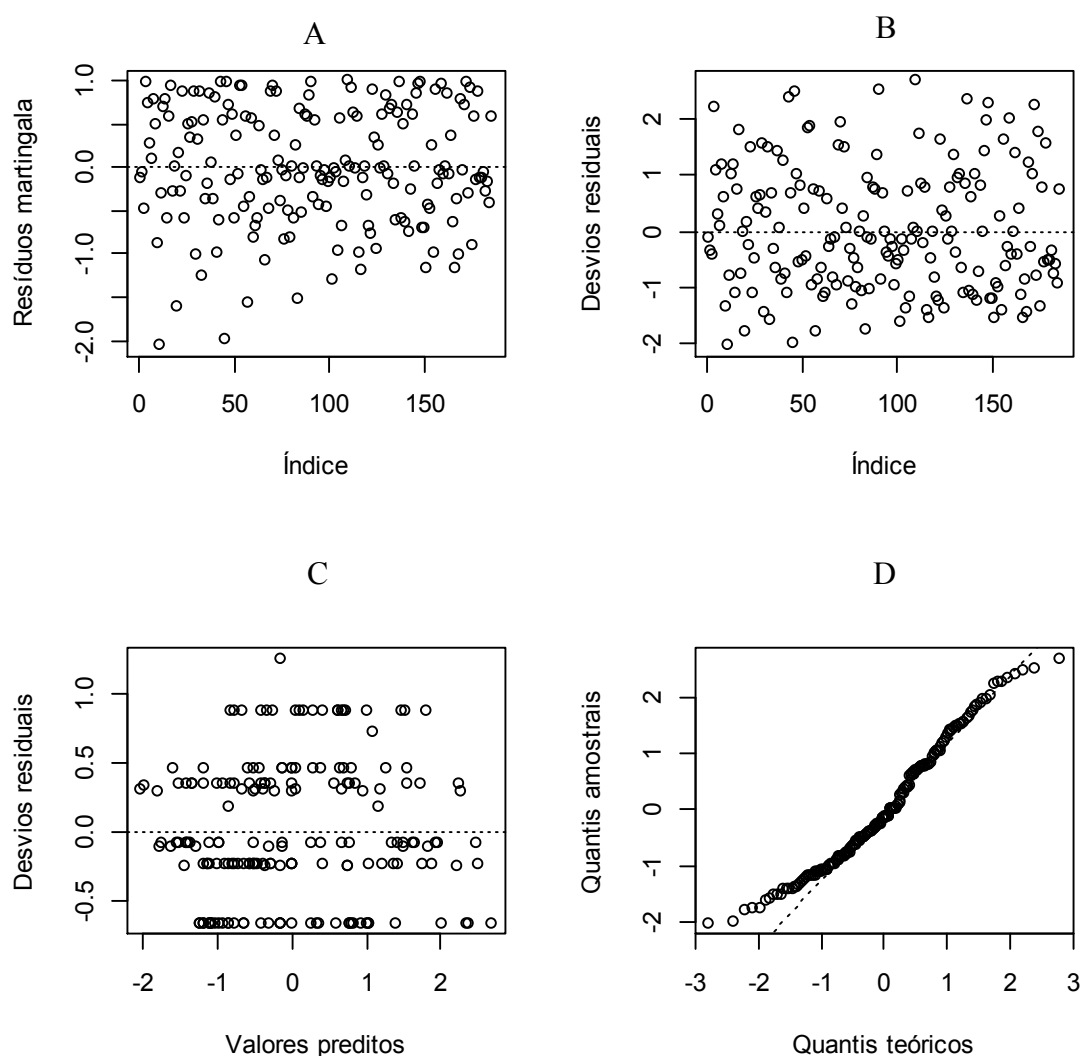 A
Resíduos martingala
1.0
0.0
-1.0
-2.0
0 50 100 150
Índice
B
Desvios residuais
2
1
0
-1
-2
0 50 100 150
Índice
C
Desvios residuais
1.0
0.5
0.0
-0.5
-2 -1 0 1 2
Valores preditos
D
Quantis amostrais
2
1
0
-1
-2
-3 -2 -1 0 1 2 3
Quantis teóricos